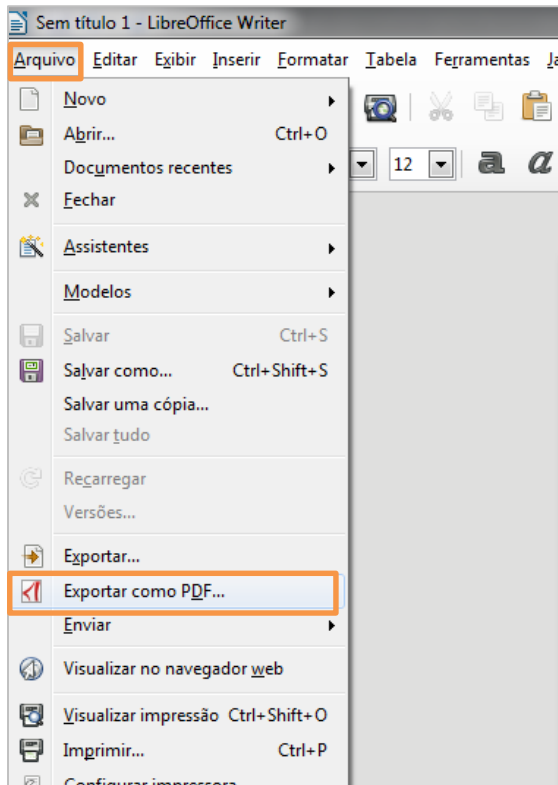 Sem título 1 - LibreOffice Writer
Arquivo Editar Exibir Inserir Formatar Tabela Ferramentas
Novo
Abrir... Ctrl+O
Documentos recentes
12 a a
Fechar
Assistentes
Modelos
Salvar Ctrl+S
Salvar como... Ctrl+Shift+S
Salvar uma cópia...
Salvar tudo
Recarregar
Versões...
Exportar...
Exportar como PDF...
Enviar
Visualizar no navegador web
Visualizar impressão Ctrl+Shift+O
Imprimir... Ctrl+P
Configurar impressora